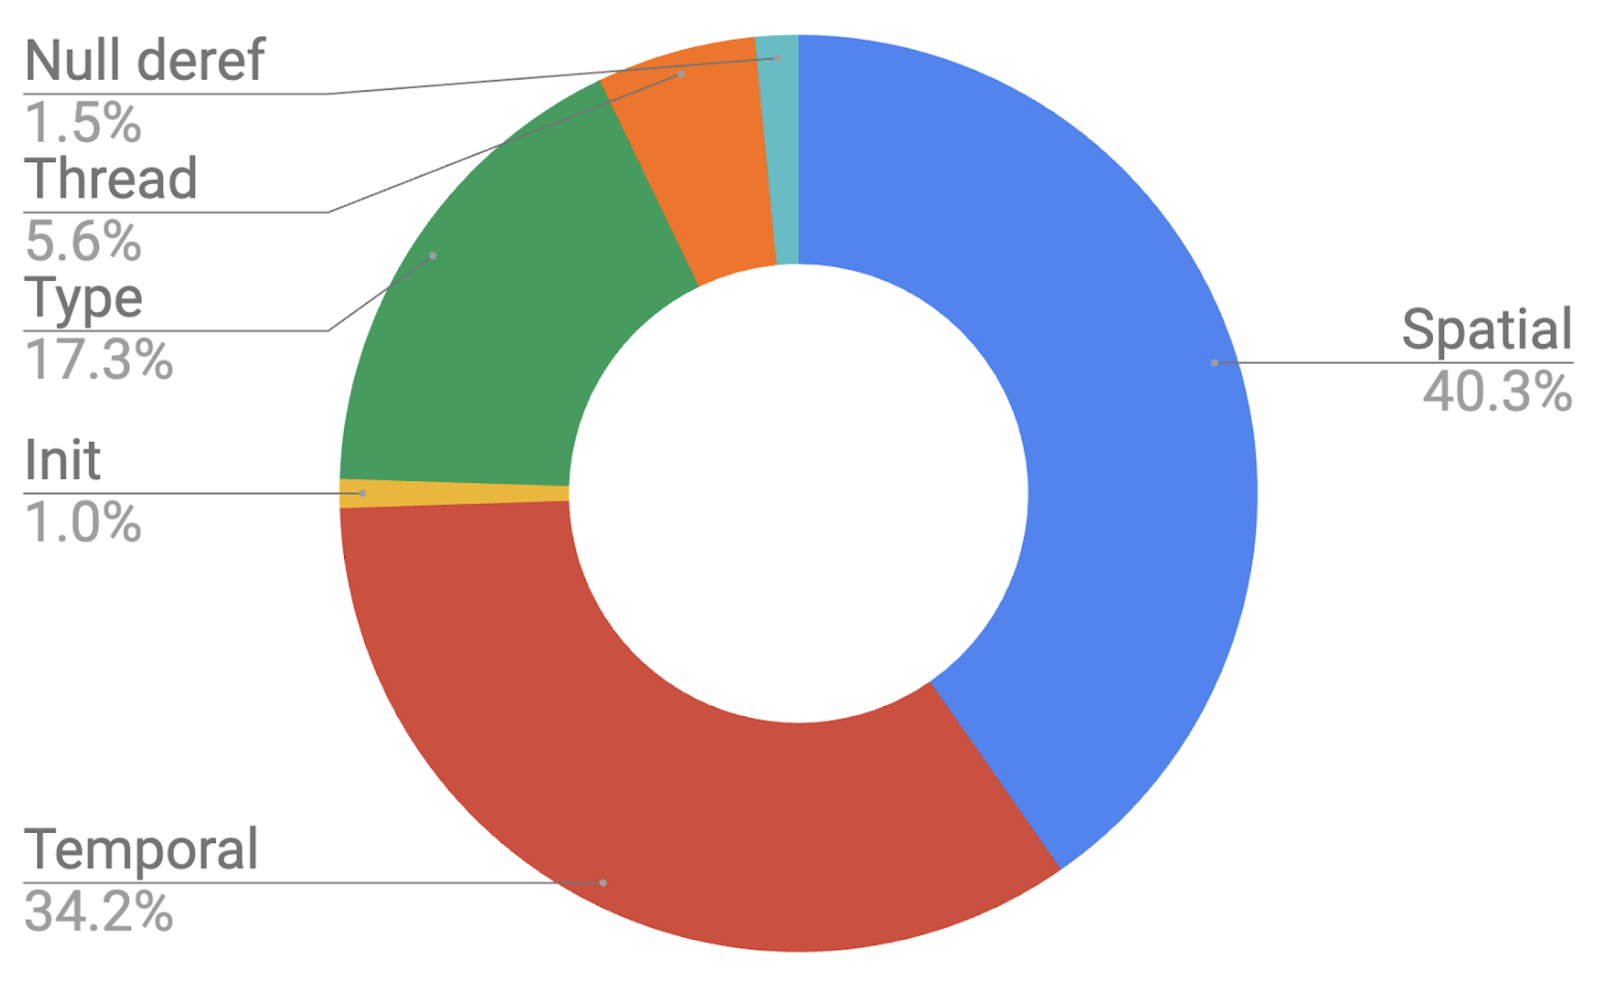 Null deref
1.5%
Thread
5.6%
Type
17.3%
Init
1.0%
Temporal
34.2%
Spatial
40.3%